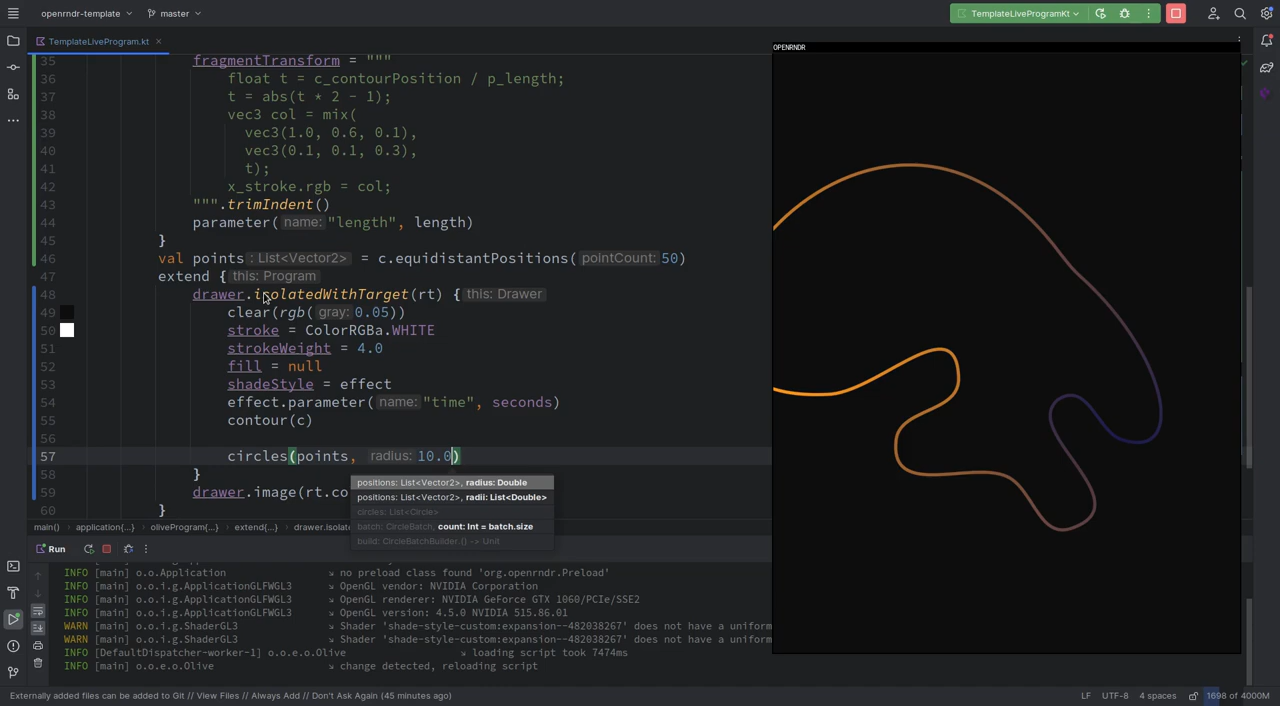 openrndr-template
master
TemplateLiveProgramKt
TemplateLiveProgram.kt
OPENRNDR
35 fragmentTransform = """
36 float t = c_contourPosition / p_length;
37 t = abs(t * 2 - 1);
38 vec3 col = mix(
39 vec3(1.0, 0.6, 0.1),
40 vec3(0.1, 0.1, 0.3),
41 t);
42 x_stroke.rgb = col;
43 """.trimIndent()
44 parameter( name: "length", length)
45 }
46 val points : List<Vector2> = c.equidistantPositions( pointCount: 50)
47 extend { this: Program
48 drawer.isolatedWithTarget(rt) { this: Drawer
49 clear(rgb( gray: 0.05))
50 stroke = ColorRGBa.WHITE
51 strokeWeight = 4.0
52 fill = null
53 shadeStyle = effect
54 effect.parameter( name: "time", seconds)
55 contour(c)
56
57 circles(points, radius: 10.0)
58 }
59 drawer.image(rt.co
60 }
positions: List<Vector2>, radius: Double
positions: List<Vector2>, radii: List<Double>
circles: List<Circle>
batch: CircleBatch, count: Int = batch.size
build: CircleBatchBuilder.() -> Unit
main() application{...} oliveProgram{...} extend{...} drawer.isolate
Run
INFO [main] o.o.Application ↘ no preload class found 'org.openrndr.Preload'
INFO [main] o.o.i.g.ApplicationGLFWGL3 ↘ OpenGL vendor: NVIDIA Corporation
INFO [main] o.o.i.g.ApplicationGLFWGL3 ↘ OpenGL renderer: NVIDIA GeForce GTX 1060/PCIe/SSE2
INFO [main] o.o.i.g.ApplicationGLFWGL3 ↘ OpenGL version: 4.5.0 NVIDIA 515.86.01
WARN [main] o.o.i.g.ShaderGL3 ↘ Shader 'shade-style-custom:expansion--482038267' does not have a uniform
WARN [main] o.o.i.g.ShaderGL3 ↘ Shader 'shade-style-custom:expansion--482038267' does not have a uniform
INFO [DefaultDispatcher-worker-1] o.o.e.o.Olive ↘ loading script took 7474ms
INFO [main] o.o.e.o.Olive ↘ change detected, reloading script
Externally added files can be added to Git // View Files // Always Add // Don't Ask Again (45 minutes ago)
LF UTF-8 4 spaces 1698 of 4000M